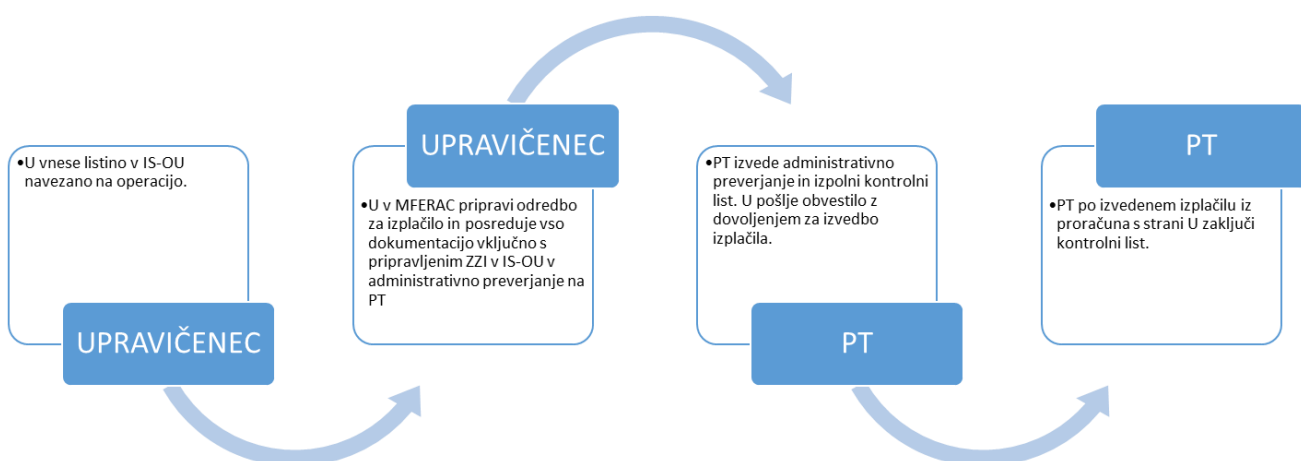 •U vnese listino v IS-OU
navezano na operacijo.
UPRAVIČENEC
UPRAVIČENEC
•U v MFERAC pripravi odredbo
za izplačilo in posreduje vso
dokumentacijo vključno s
pripravljenim ZZI v IS-OU v
administrativno preverjanje na
PT
•PT izvede administrativno
preverjanje in izpolni kontrolni
list. U pošlje obvestilo z
dovoljenjem za izvedbo
izplačila.
PT
PT
•PT po izvedenem izplačilu iz
proračuna s strani U zaključi
kontrolni list.